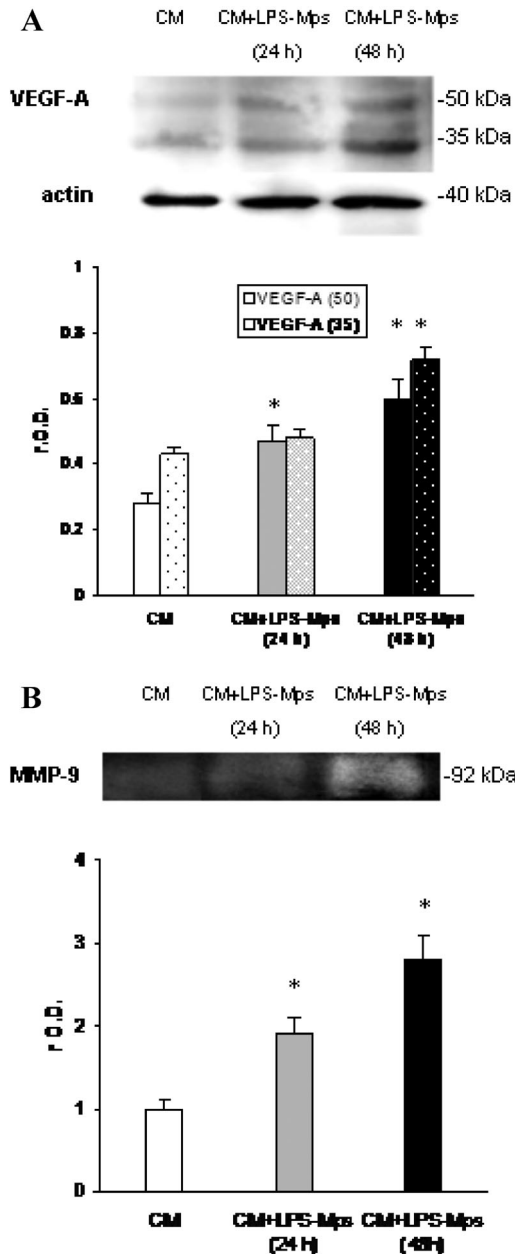 A
CM CM+LPS-Mps CM+LPS-Mps
(24 h) (48 h)
VEGF-A
-50 kDa
-35 kDa
actin
-40 kDa
1
0.8
0.6
0.4
0.2
0
r.O.D.
VEGF-A (50)
VEGF-A (35)
*
* *
CM CM+LPS-Mps CM+LPS-Mps
(24 h) (48 h)
B
CM CM+LPS-Mps CM+LPS-Mps
(24 h) (48 h)
MMP-9
-92 kDa
4
3
2
1
0
r O.D.
*
*
CM CM+LPS-Mps CM+LPS-Mps
(24 h) (48h)